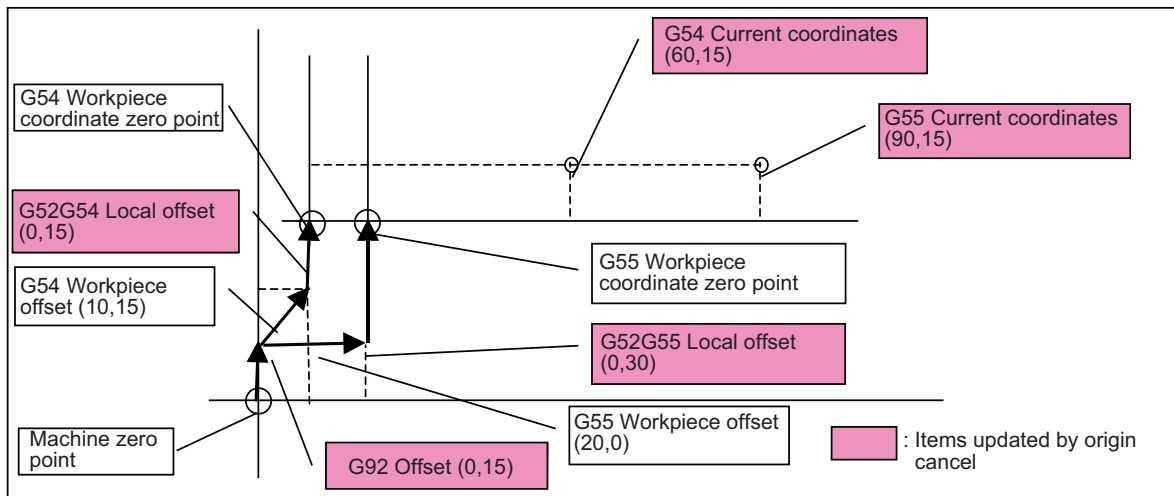 G54 Current coordinates
(60,15)
G54 Workpiece
coordinate zero point
G55 Current coordinates
(90,15)
G52G54 Local offset
(0,15)
G54 Workpiece
offset (10,15)
G55 Workpiece
coordinate zero point
G52G55 Local offset
(0,30)
G55 Workpiece offset
(20,0)
Machine zero
point
G92 Offset (0,15)
: Items updated by origin
cancel